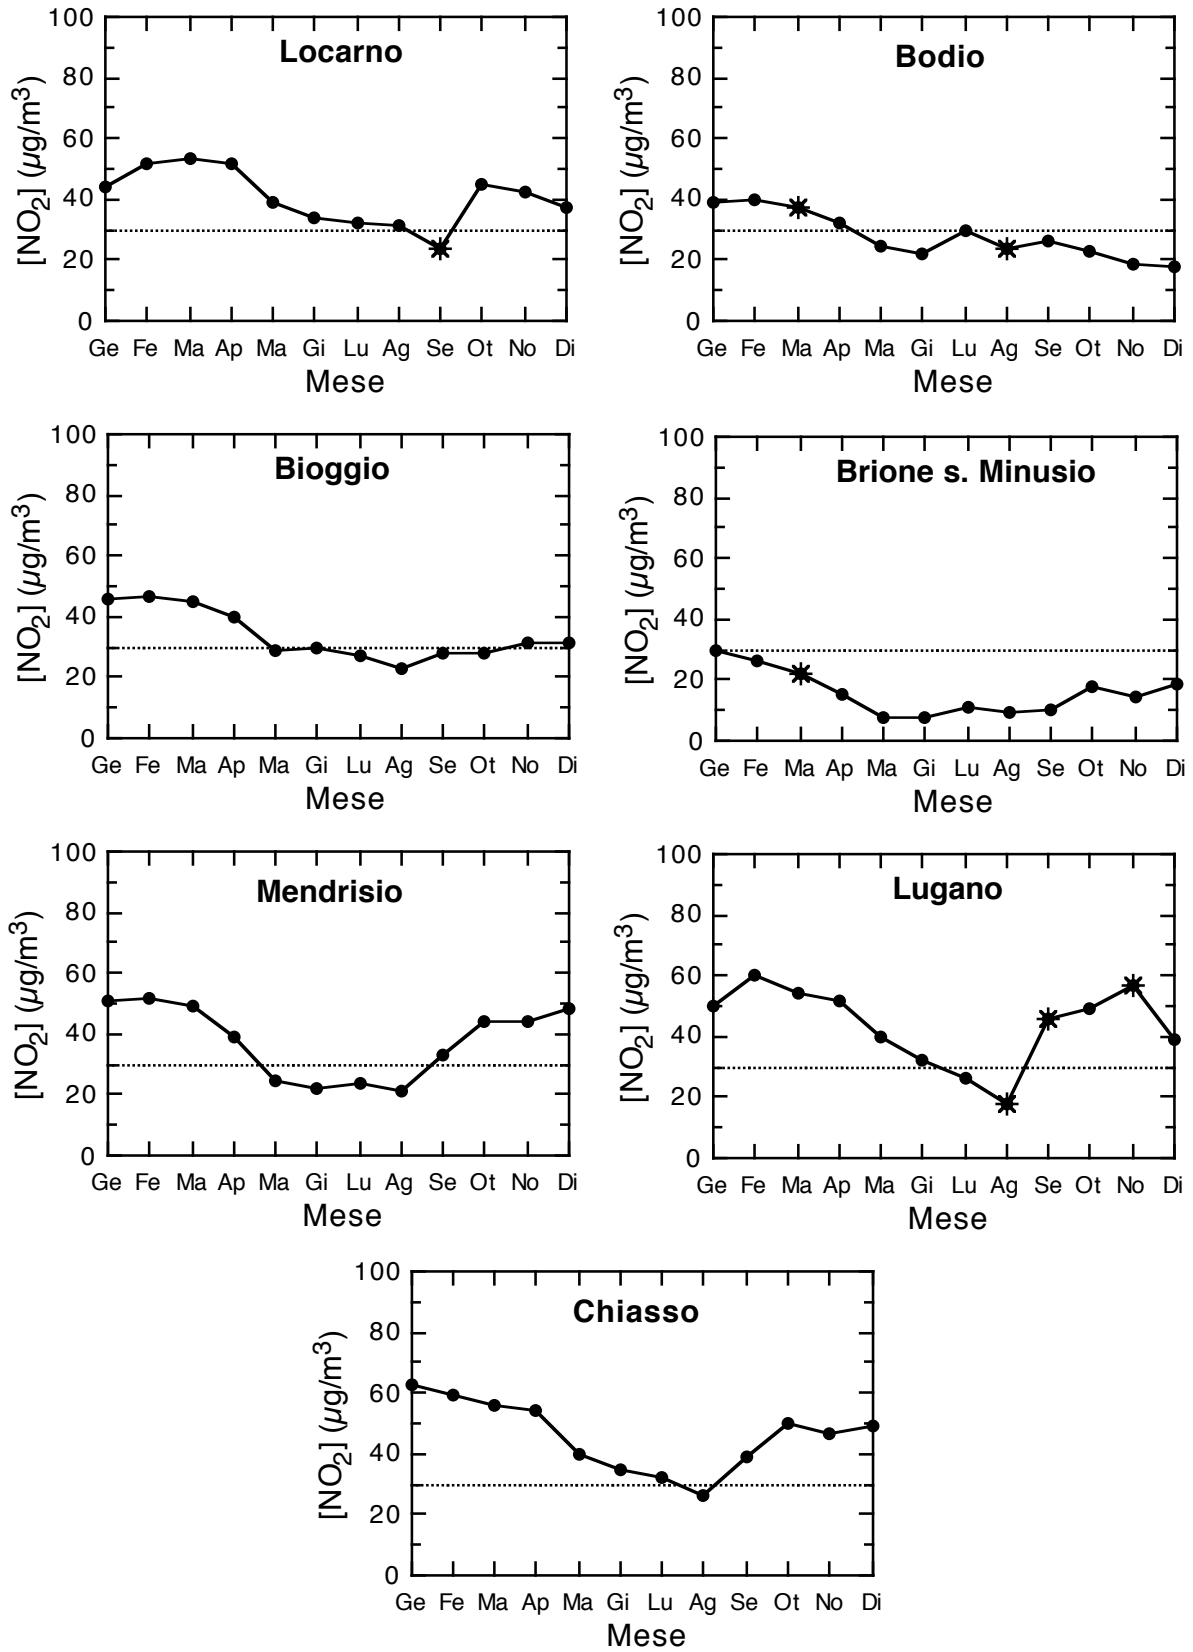 Locarno
[NO2] (µg/m3)
100
80
60
40
20
0
Ge Fe Ma Ap Ma Gi Lu Ag Se Ot No Di
Mese
Bodio
[NO2] (µg/m3)
100
80
60
40
20
0
Ge Fe Ma Ap Ma Gi Lu Ag Se Ot No Di
Mese
Bioggio
[NO2] (µg/m3)
100
80
60
40
20
0
Ge Fe Ma Ap Ma Gi Lu Ag Se Ot No Di
Mese
Brione s. Minusio
[NO2] (µg/m3)
100
80
60
40
20
0
Ge Fe Ma Ap Ma Gi Lu Ag Se Ot No Di
Mese
Mendrisio
[NO2] (µg/m3)
100
80
60
40
20
0
Ge Fe Ma Ap Ma Gi Lu Ag Se Ot No Di
Mese
Lugano
[NO2] (µg/m3)
100
80
60
40
20
0
Ge Fe Ma Ap Ma Gi Lu Ag Se Ot No Di
Mese
Chiasso
[NO2] (µg/m3)
100
80
60
40
20
0
Ge Fe Ma Ap Ma Gi Lu Ag Se Ot No Di
Mese